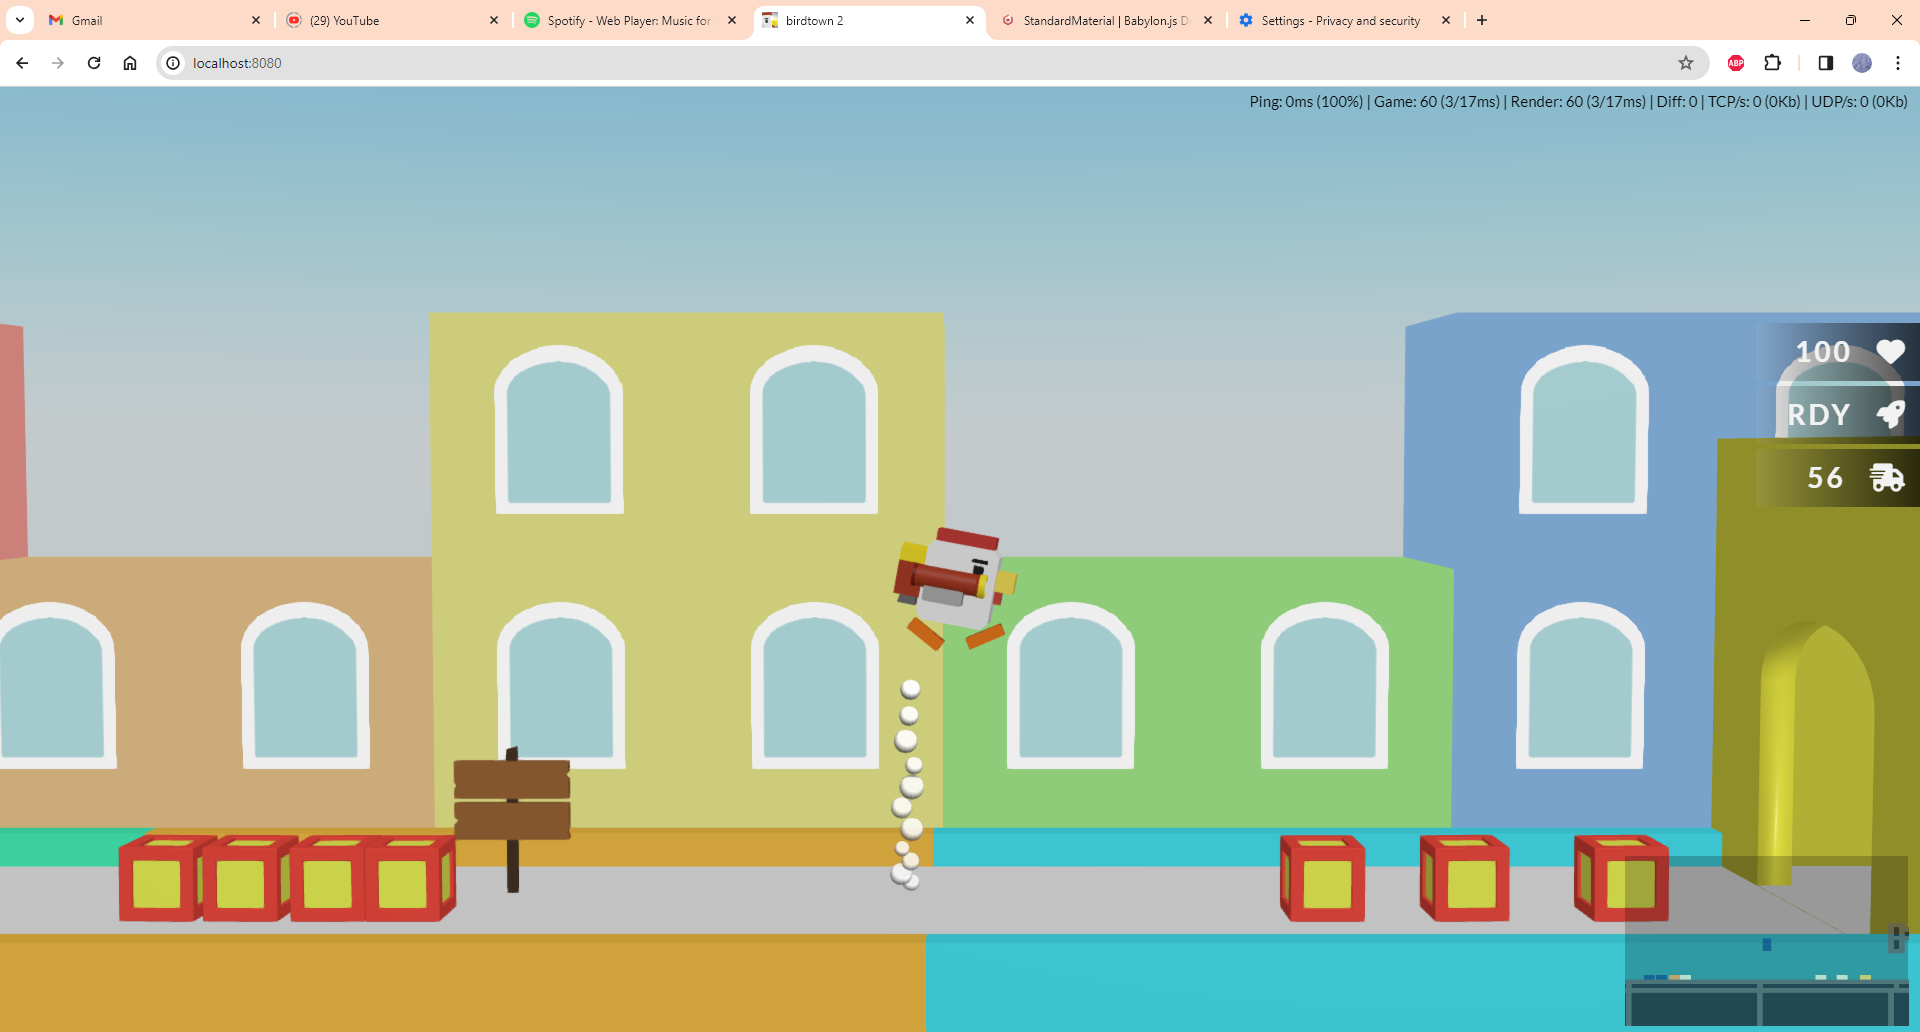 Gmail
(29) YouTube
Spotify - Web Player: Music for
birdtown 2
StandardMaterial | Babylon.js D
Settings - Privacy and security
localhost:8080
ABP
Ping: 0ms (100%) | Game: 60 (3/17ms) | Render: 60 (3/17ms) | Diff: 0 | TCP/s: 0 (0Kb) | UDP/s: 0 (0Kb)
100
RDY
56